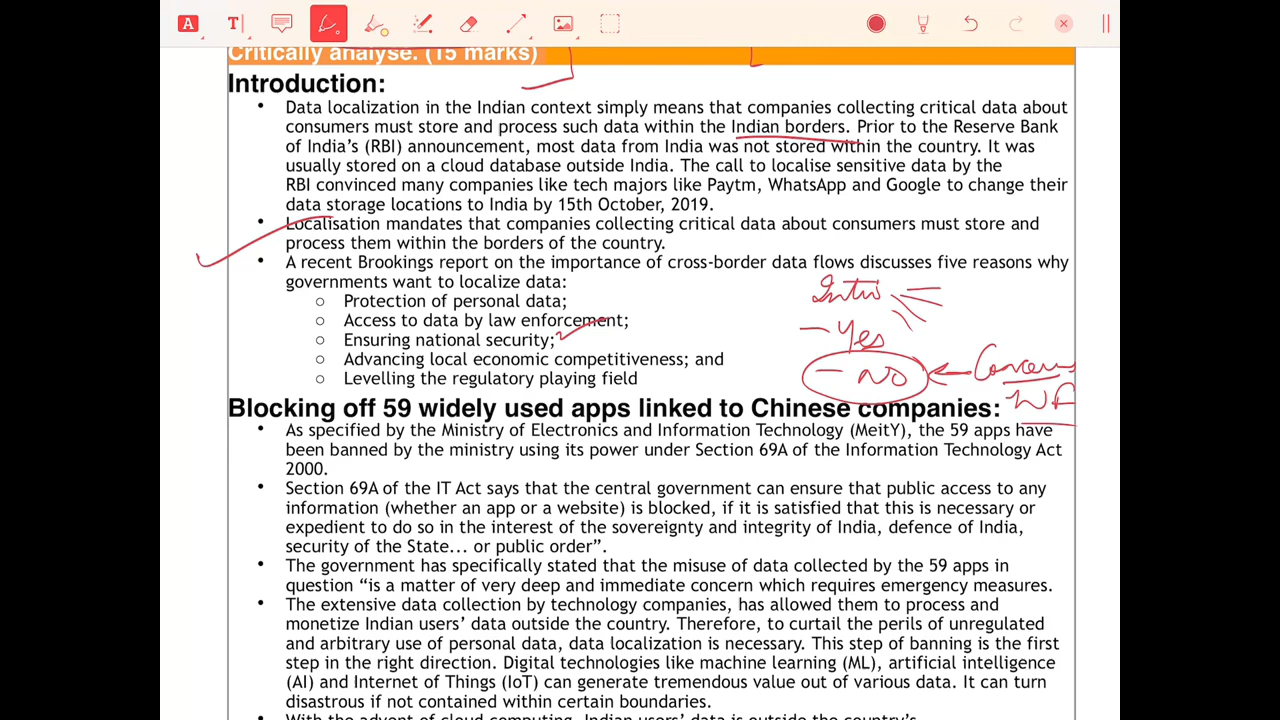 A T
Critically analyse. (15 marks)
Introduction:
• Data localization in the Indian context simply means that companies collecting critical data about
consumers must store and process such data within the Indian borders. Prior to the Reserve Bank
of India’s (RBI) announcement, most data from India was not stored within the country. It was
usually stored on a cloud database outside India. The call to localise sensitive data by the
RBI convinced many companies like tech majors like Paytm, WhatsApp and Google to change their
data storage locations to India by 15th October, 2019.
• Localisation mandates that companies collecting critical data about consumers must store and
process them within the borders of the country.
• A recent Brookings report on the importance of cross-border data flows discusses five reasons why
governments want to localize data:
○ Protection of personal data;
○ Access to data by law enforcement;
○ Ensuring national security;
○ Advancing local economic competitiveness; and
○ Levelling the regulatory playing field
Intro
- Yes
- no ← Concerns
WF
Blocking off 59 widely used apps linked to Chinese companies:
• As specified by the Ministry of Electronics and Information Technology (MeitY), the 59 apps have
been banned by the ministry using its power under Section 69A of the Information Technology Act
2000.
• Section 69A of the IT Act says that the central government can ensure that public access to any
information (whether an app or a website) is blocked, if it is satisfied that this is necessary or
expedient to do so in the interest of the sovereignty and integrity of India, defence of India,
security of the State... or public order”.
• The government has specifically stated that the misuse of data collected by the 59 apps in
question “is a matter of very deep and immediate concern which requires emergency measures.
• The extensive data collection by technology companies, has allowed them to process and
monetize Indian users’ data outside the country. Therefore, to curtail the perils of unregulated
and arbitrary use of personal data, data localization is necessary. This step of banning is the first
step in the right direction. Digital technologies like machine learning (ML), artificial intelligence
(AI) and Internet of Things (IoT) can generate tremendous value out of various data. It can turn
disastrous if not contained within certain boundaries.
• With the advent of cloud computing, Indian users’ data is outside the country’s